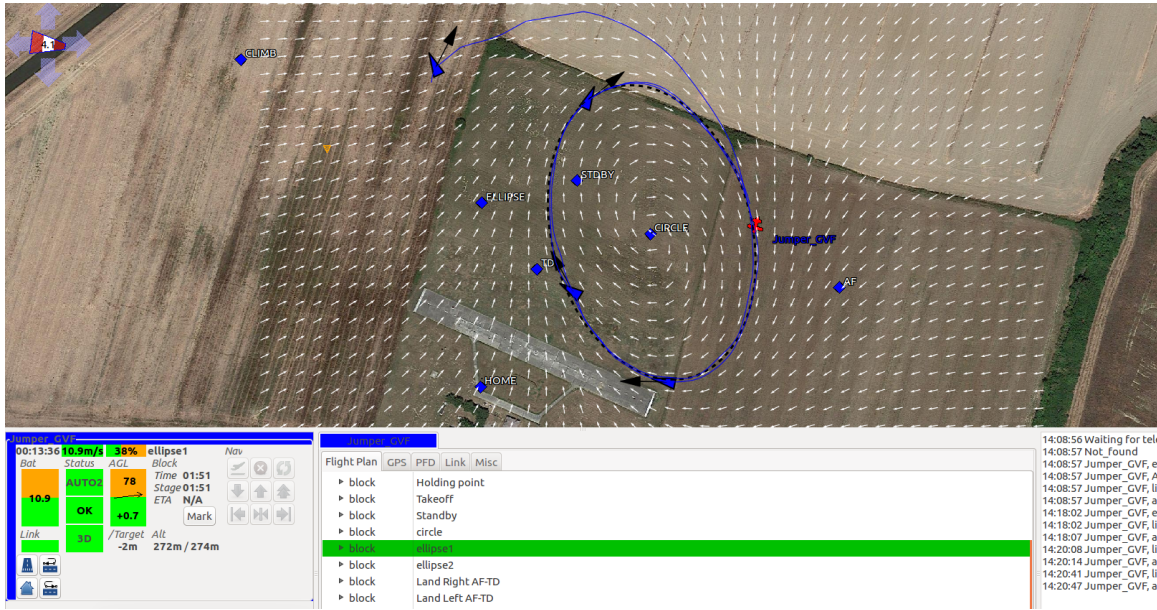 4.1
CLIMB
STDBY
ELLIPSE
CIRCLE
Jumper_GVF
TD
AF
HOME
Jumper_GVF
00:13:36 10.9m/s 38% ellipse1 Nav
Bat Status AGL Block
Time 01:51
AUTO2 78 Stage 01:51
ETA N/A
10.9
OK +0.7 Mark
Link 3D /Target Alt
-2m 272m / 274m
Jumper_GVF
Flight Plan GPS PFD Link Misc
block Holding point
block Takeoff
block Standby
block circle
block ellipse1
block ellipse2
block Land Right AF-TD
block Land Left AF-TD
14:08:56 Waiting for tele
14:08:57 Not_found
14:08:57 Jumper_GVF, e
14:08:57 Jumper_GVF, A
14:08:57 Jumper_GVF, li
14:08:57 Jumper_GVF, a
14:18:02 Jumper_GVF, e
14:18:02 Jumper_GVF, li
14:18:07 Jumper_GVF, a
14:20:08 Jumper_GVF, li
14:20:14 Jumper_GVF, a
14:20:41 Jumper_GVF, li
14:20:47 Jumper_GVF, a